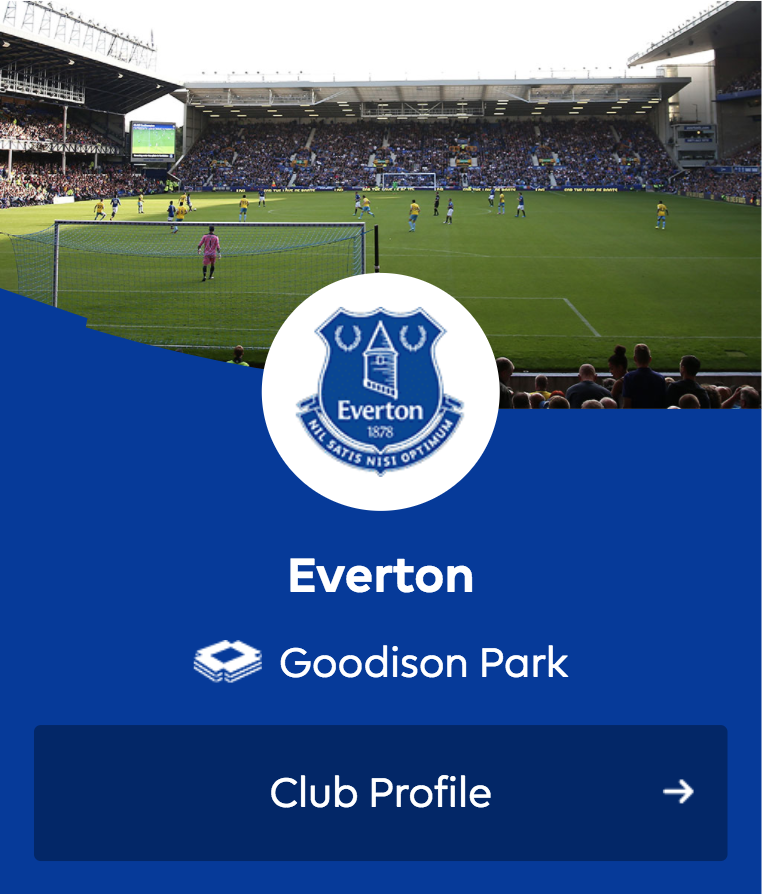 Everton
1878
NIL SATIS NISI OPTIMUM
Everton
Goodison Park
Club Profile